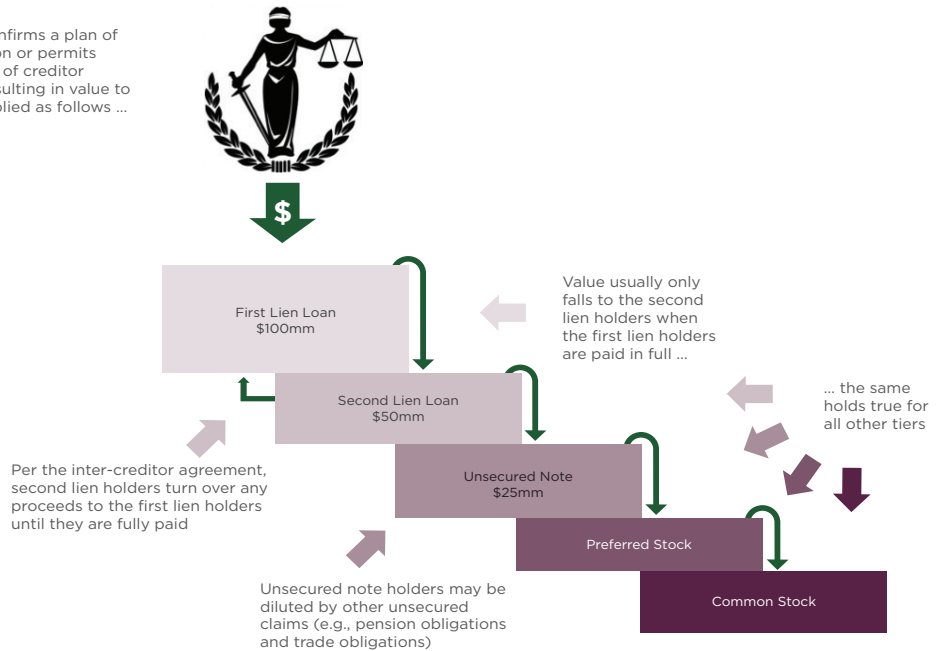 nfirms a plan of
on or permits
of creditor
sulting in value to
plied as follows ...
$
First Lien Loan
$100mm
Value usually only
falls to the second
lien holders when
the first lien holders
are paid in full ...
Second Lien Loan
$50mm
... the same
holds true for
all other tiers
Per the inter-creditor agreement,
second lien holders turn over any
proceeds to the first lien holders
until they are fully paid
Unsecured Note
$25mm
Preferred Stock
Unsecured note holders may be
diluted by other unsecured
claims (e.g., pension obligations
and trade obligations)
Common Stock